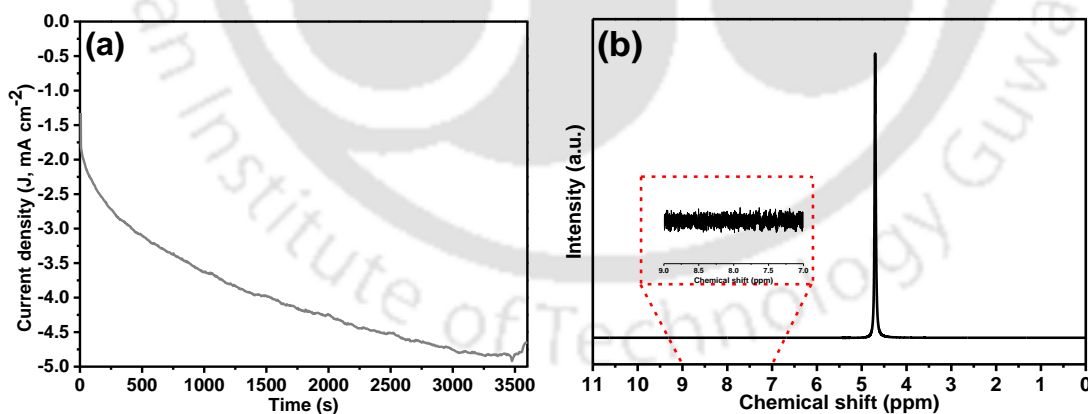 (a)
Current density (J, mA cm-2)
0.0
-0.5
-1.0
-1.5
-2.0
-2.5
-3.0
-3.5
-4.0
-4.5
-5.0
0 500 1000 1500 2000 2500 3000 3500
Time (s)
(b)
Intensity (a.u.)
9.0 8.5 8.0 7.5 7.0
Chemical shift (ppm)
11 10 9 8 7 6 5 4 3 2 1 0
Chemical shift (ppm)
an Institute of Technology Guwa